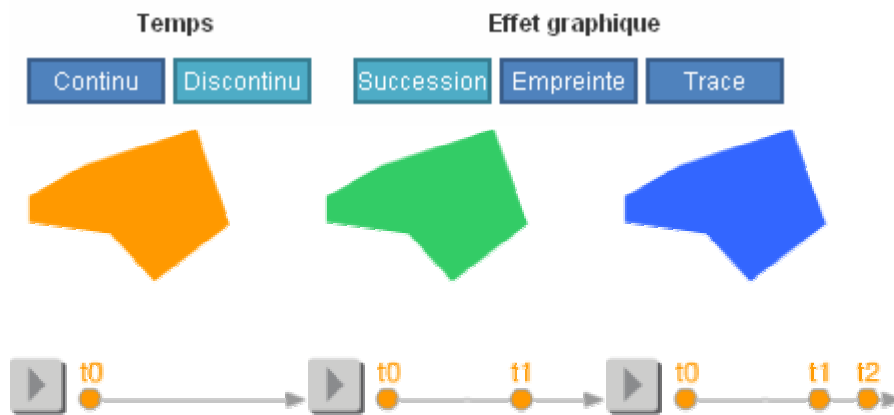 Temps Effet graphique
Continu Discontinu Succession Empreinte Trace
t0 t0 t1 t0 t1 t2